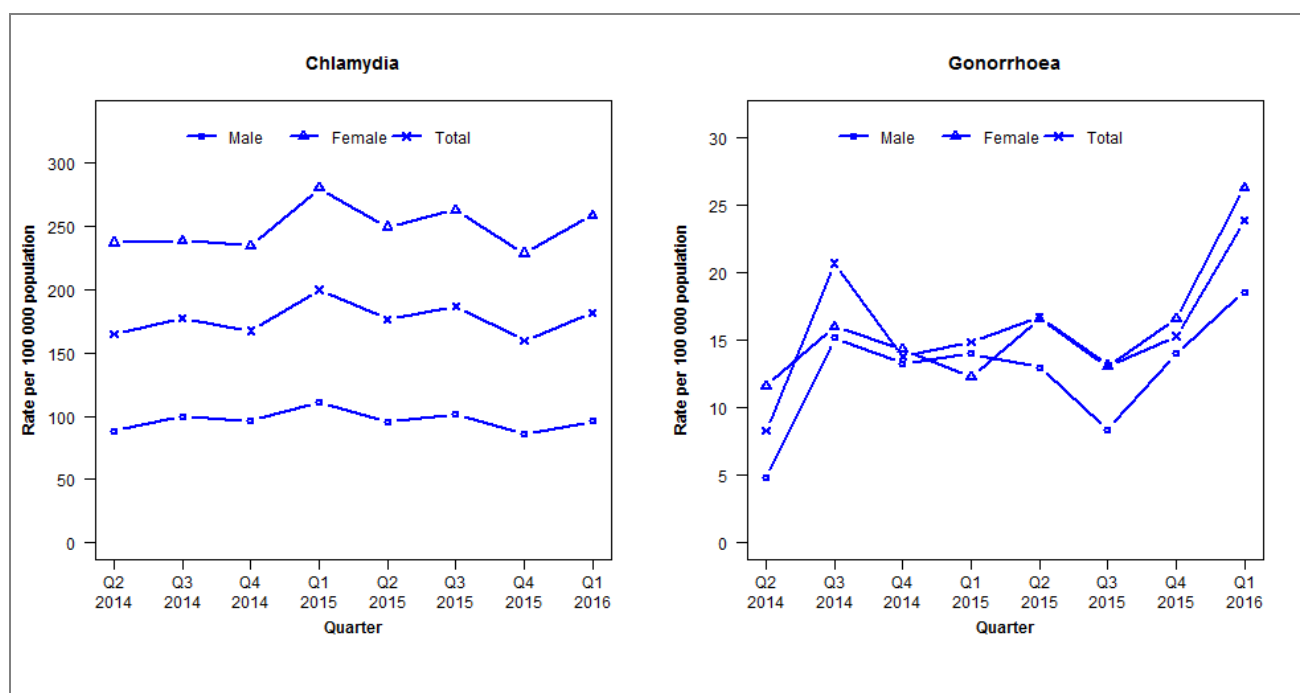 Chlamydia
Male Female Total
300
250
200
150
100
50
0
Rate per 100 000 population
Q2 Q3 Q4 Q1 Q2 Q3 Q4 Q1
2014 2014 2014 2015 2015 2015 2015 2016
Quarter
Gonorrhoea
Male Female Total
30
25
20
15
10
5
0
Rate per 100 000 population
Q2 Q3 Q4 Q1 Q2 Q3 Q4 Q1
2014 2014 2014 2015 2015 2015 2015 2016
Quarter